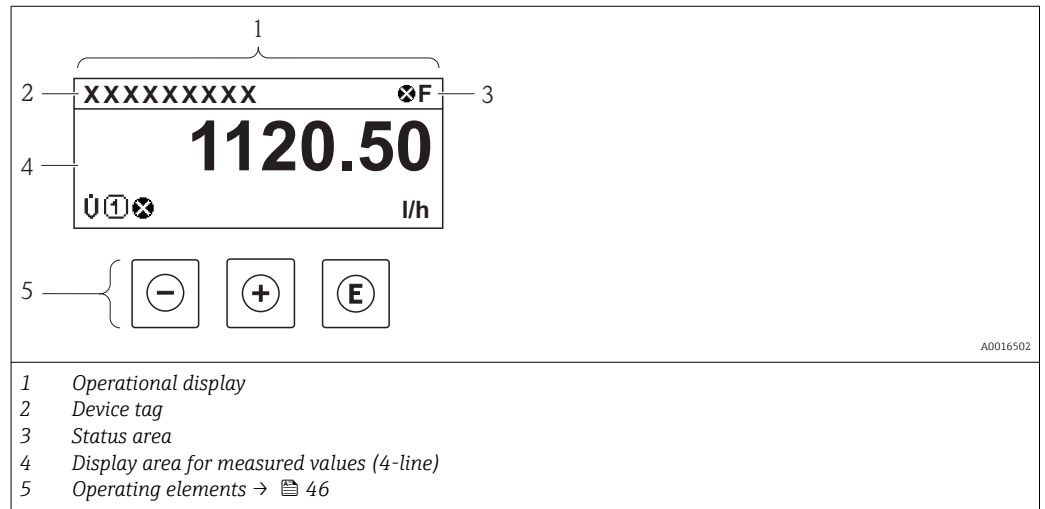 1
2
XXXXXXXXX
⮾F
3
1120.50
4
V̇①⮾
l/h
5
−
+
E
A0016502
1 Operational display
2 Device tag
3 Status area
4 Display area for measured values (4-line)
5 Operating elements → 46